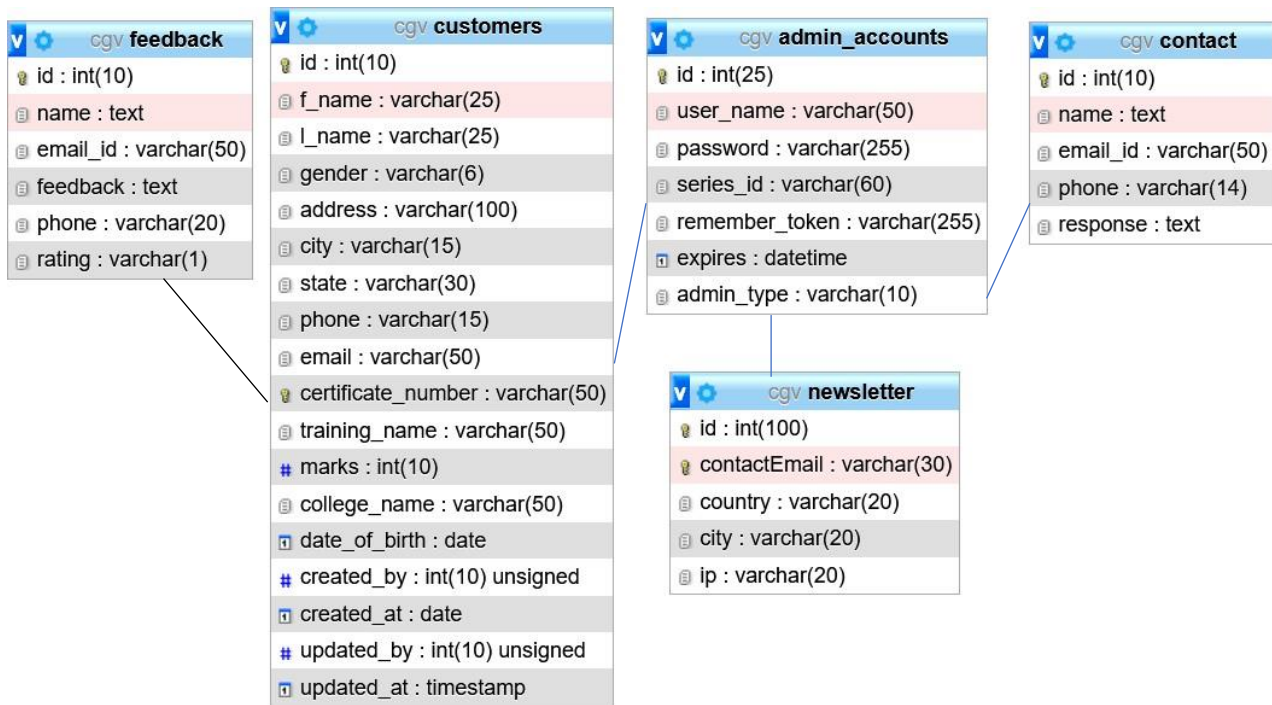 v cgv feedback
id : int(10)
name : text
email_id : varchar(50)
feedback : text
phone : varchar(20)
rating : varchar(1)
v cgv customers
id : int(10)
f_name : varchar(25)
l_name : varchar(25)
gender : varchar(6)
address : varchar(100)
city : varchar(15)
state : varchar(30)
phone : varchar(15)
email : varchar(50)
certificate_number : varchar(50)
training_name : varchar(50)
# marks : int(10)
college_name : varchar(50)
date_of_birth : date
# created_by : int(10) unsigned
created_at : date
# updated_by : int(10) unsigned
updated_at : timestamp
v cgv admin_accounts
id : int(25)
user_name : varchar(50)
password : varchar(255)
series_id : varchar(60)
remember_token : varchar(255)
expires : datetime
admin_type : varchar(10)
v cgv newsletter
id : int(100)
contactEmail : varchar(30)
country : varchar(20)
city : varchar(20)
ip : varchar(20)
v cgv contact
id : int(10)
name : text
email_id : varchar(50)
phone : varchar(14)
response : text